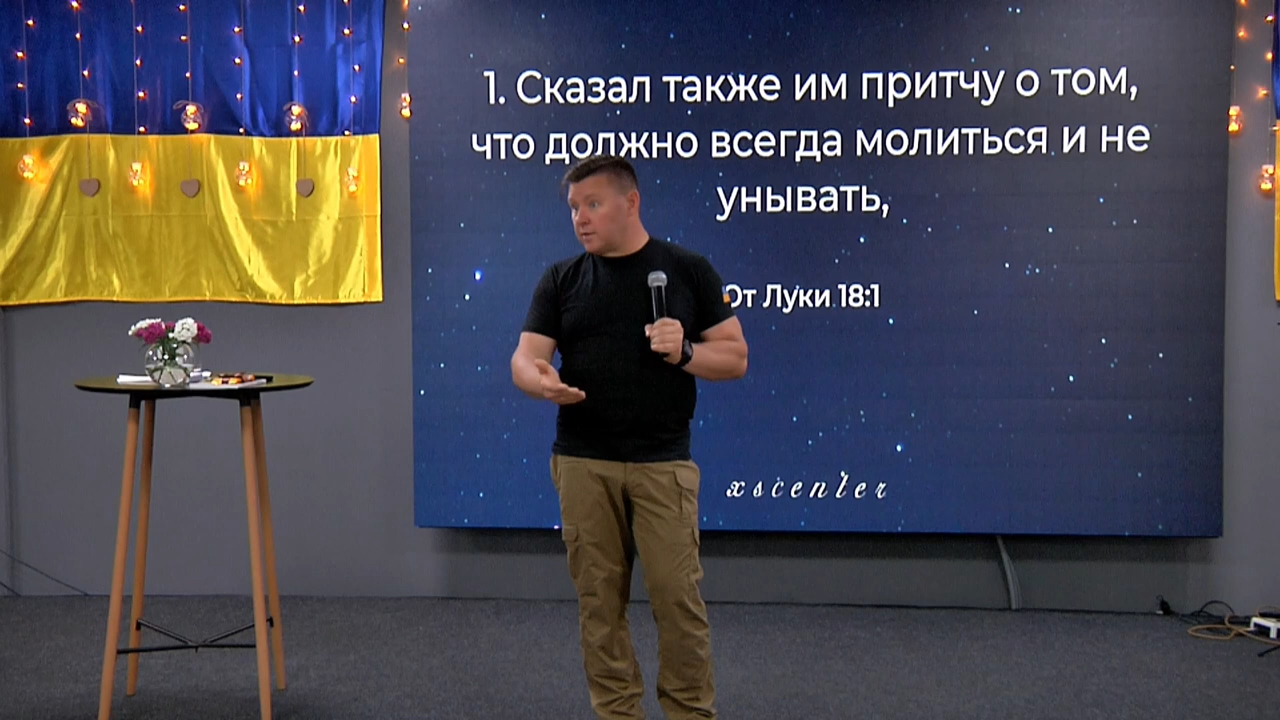 1. Сказал также им притчу о том,
что должно всегда молиться и не
унывать,
От Луки 18:1
xscenter